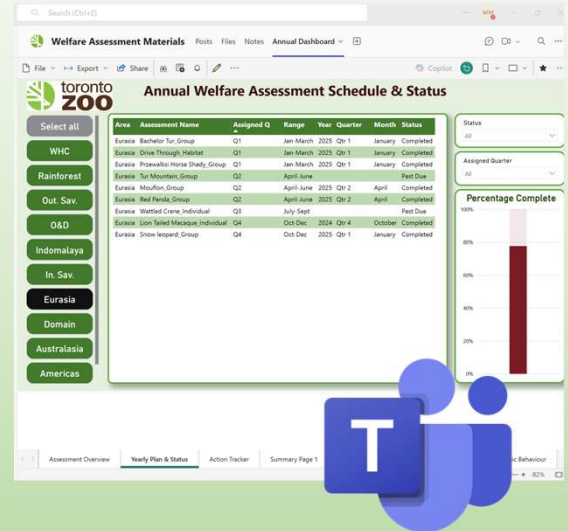 Search (Ctrl+E)
MM
Welfare Assessment Materials Posts Files Notes Annual Dashboard
File Export Share Copilot
toronto
ZOO
Annual Welfare Assessment Schedule & Status
Select all
WHC
Rainforest
Out. Sav.
O&D
Indomalaya
In. Sav.
Eurasia
Domain
Australasia
Americas
Area Assessment Name Assigned Q Range Year Quarter Month Status
Eurasia Bachelor Tur_Group Q1 Jan-March 2025 Qtr 1 January Completed
Eurasia Drive Through_Habitat Q1 Jan-March 2025 Qtr 1 January Completed
Eurasia Przewalksi Horse Shady_Group Q1 Jan-March 2025 Qtr 1 January Completed
Eurasia Tur Mountain_Group Q2 April-June Past Due
Eurasia Mouflon_Group Q2 April-June 2025 Qtr 2 April Completed
Eurasia Red Panda_Group Q2 April-June 2025 Qtr 2 April Completed
Eurasia Wattled Crane_Individual Q3 July-Sept Past Due
Eurasia Lion Tailed Macaque_Individual Q4 Oct-Dec 2024 Qtr 4 October Completed
Eurasia Snow leopard_Group Q4 Oct-Dec 2025 Qtr 1 January Completed
Status
All
Assigned Quarter
All
Percentage Complete
100%
80%
60%
40%
20%
0%
T
Assessment Overview Yearly Plan & Status Action Tracker Summary Page 1 ic Behaviour
82%